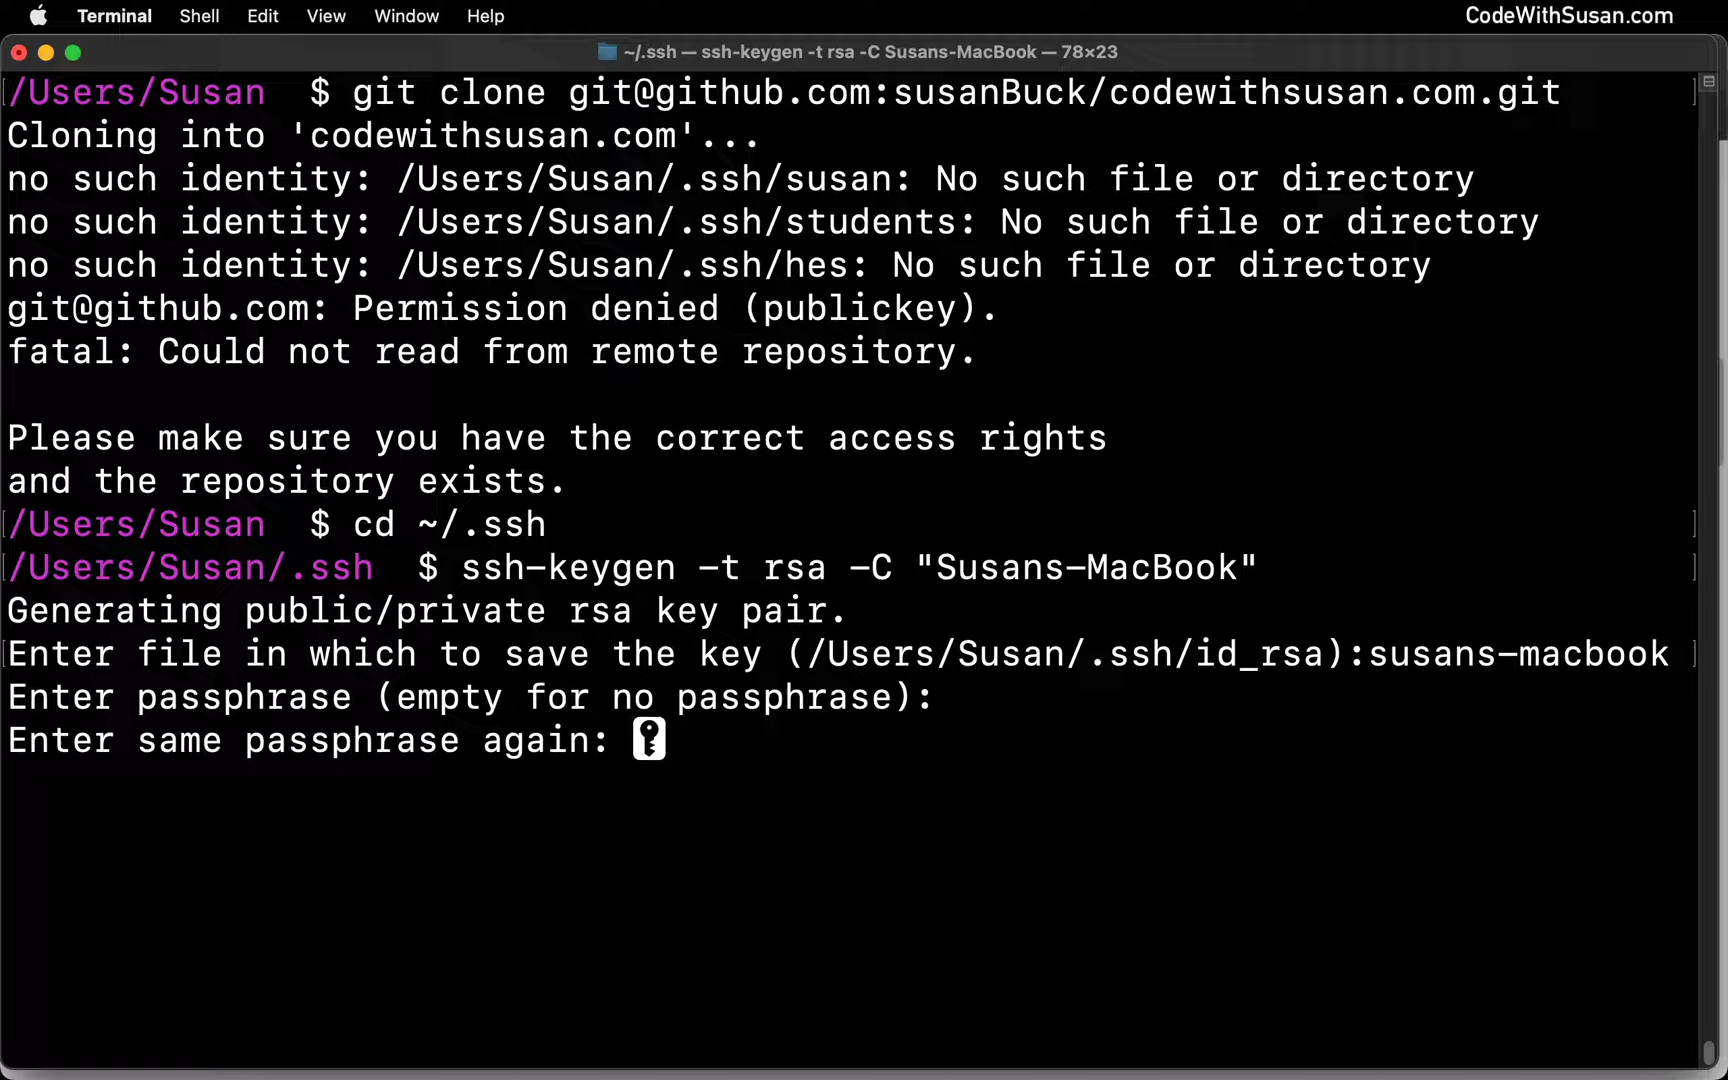 Terminal Shell Edit View Window Help CodeWithSusan.com
~/.ssh — ssh-keygen -t rsa -C Susans-MacBook — 78×23
/Users/Susan $ git clone git@github.com:susanBuck/codewithsusan.com.git
Cloning into 'codewithsusan.com'...
no such identity: /Users/Susan/.ssh/susan: No such file or directory
no such identity: /Users/Susan/.ssh/students: No such file or directory
no such identity: /Users/Susan/.ssh/hes: No such file or directory
git@github.com: Permission denied (publickey).
fatal: Could not read from remote repository.
Please make sure you have the correct access rights
and the repository exists.
/Users/Susan $ cd ~/.ssh
/Users/Susan/.ssh $ ssh-keygen -t rsa -C "Susans-MacBook"
Generating public/private rsa key pair.
Enter file in which to save the key (/Users/Susan/.ssh/id_rsa):susans-macbook
Enter passphrase (empty for no passphrase):
Enter same passphrase again: